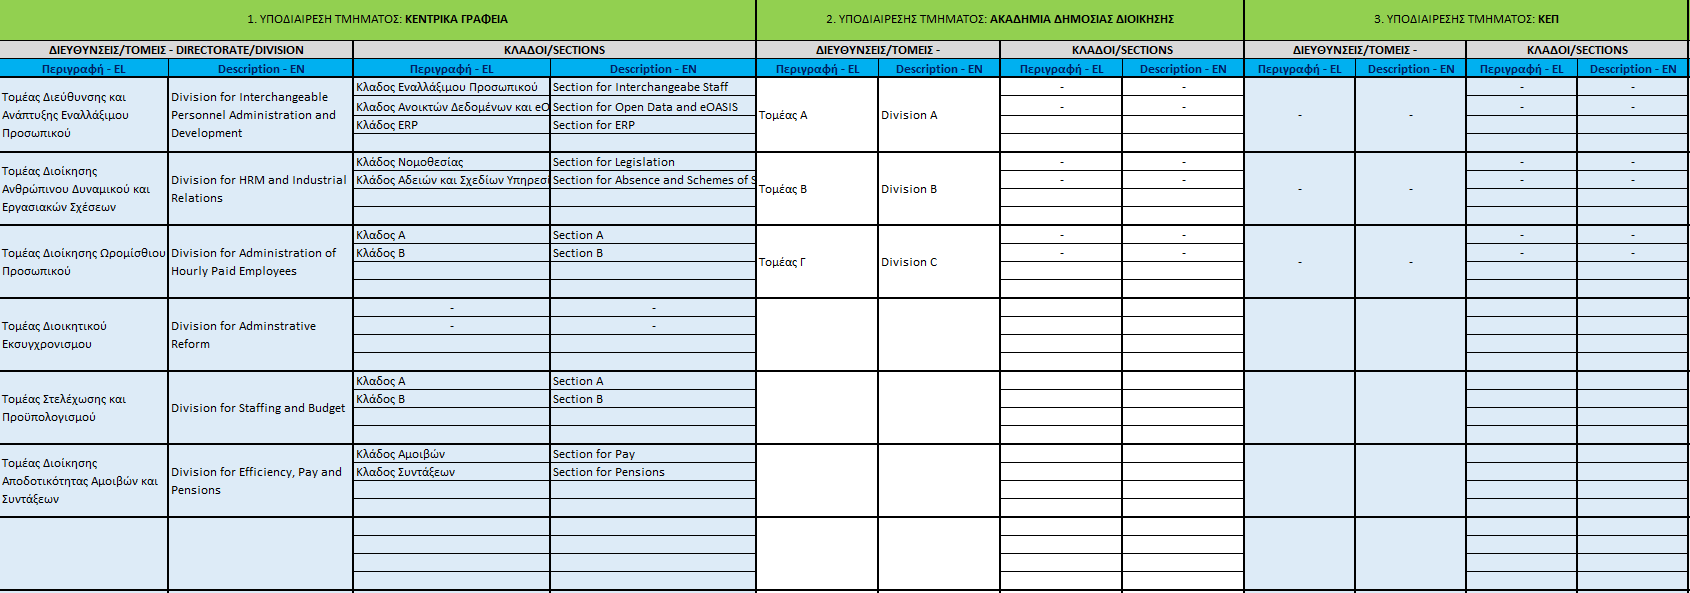 1. ΥΠΟΔΙΑΙΡΕΣΗ ΤΜΗΜΑΤΟΣ: ΚΕΝΤΡΙΚΑ ΓΡΑΦΕΙΑ
2. ΥΠΟΔΙΑΙΡΕΣΗΣ ΤΜΗΜΑΤΟΣ: ΑΚΑΔΗΜΙΑ ΔΗΜΟΣΙΑΣ ΔΙΟΙΚΗΣΗΣ
3. ΥΠΟΔΙΑΙΡΕΣΗΣ ΤΜΗΜΑΤΟΣ: ΚΕΠ
ΔΙΕΥΘΥΝΣΕΙΣ/ΤΟΜΕΙΣ - DIRECTORATE/DIVISION
ΚΛΑΔΟΙ/SECTIONS
ΔΙΕΥΘΥΝΣΕΙΣ/ΤΟΜΕΙΣ -
ΚΛΑΔΟΙ/SECTIONS
ΔΙΕΥΘΥΝΣΕΙΣ/ΤΟΜΕΙΣ -
ΚΛΑΔΟΙ/SECTIONS
Περιγραφή - EL
Description - EN
Περιγραφή - EL
Description - EN
Περιγραφή - EL
Description - EN
Περιγραφή - EL
Description - EN
Περιγραφή - EL
Description - EN
Περιγραφή - EL
Description - EN
Τομέας Διεύθυνσης και
Ανάπτυξης Εναλλάξιμου
Προσωπικού
Division for Interchangeable
Personnel Administration and
Development
Κλαδος Εναλλάξιμου Προσωπικού
Section for Interchangeabe Staff
Κλαδος Ανοικτών Δεδομένων και eO
Section for Open Data and eOASIS
Κλάδος ERP
Section for ERP
Τομέας Α
Division A
- - - -
- - - -
- -
Τομέας Διοίκησης
Ανθρώπινου Δυναμικού και
Εργασιακών Σχέσεων
Division for HRM and Industrial
Relations
Κλάδος Νομοθεσίας
Section for Legislation
Κλάδος Αδειών και Σχεδίων Υπηρεσί
Section for Absence and Schemes of S
Τομέας Β
Division B
- - - -
- - - -
- -
Τομέας Διοίκησης Ωρομίσθιου
Προσωπικού
Division for Administration of
Hourly Paid Employees
Κλαδος Α
Section A
Κλάδος Β
Section B
Τομέας Γ
Division C
- - - -
- - - -
- -
Τομέας Διοικητικού
Εκσυγχρονισμου
Division for Adminstrative
Reform
- -
- -
Τομέας Στελέχωσης και
Προϋπολογισμού
Division for Staffing and Budget
Κλαδος Α
Section A
Κλάδος Β
Section B
Τομέας Διοίκησης
Αποδοτικότητας Αμοιβών και
Συντάξεων
Division for Efficiency, Pay and
Pensions
Κλάδος Αμοιβών
Section for Pay
Κλαδος Συντάξεων
Section for Pensions